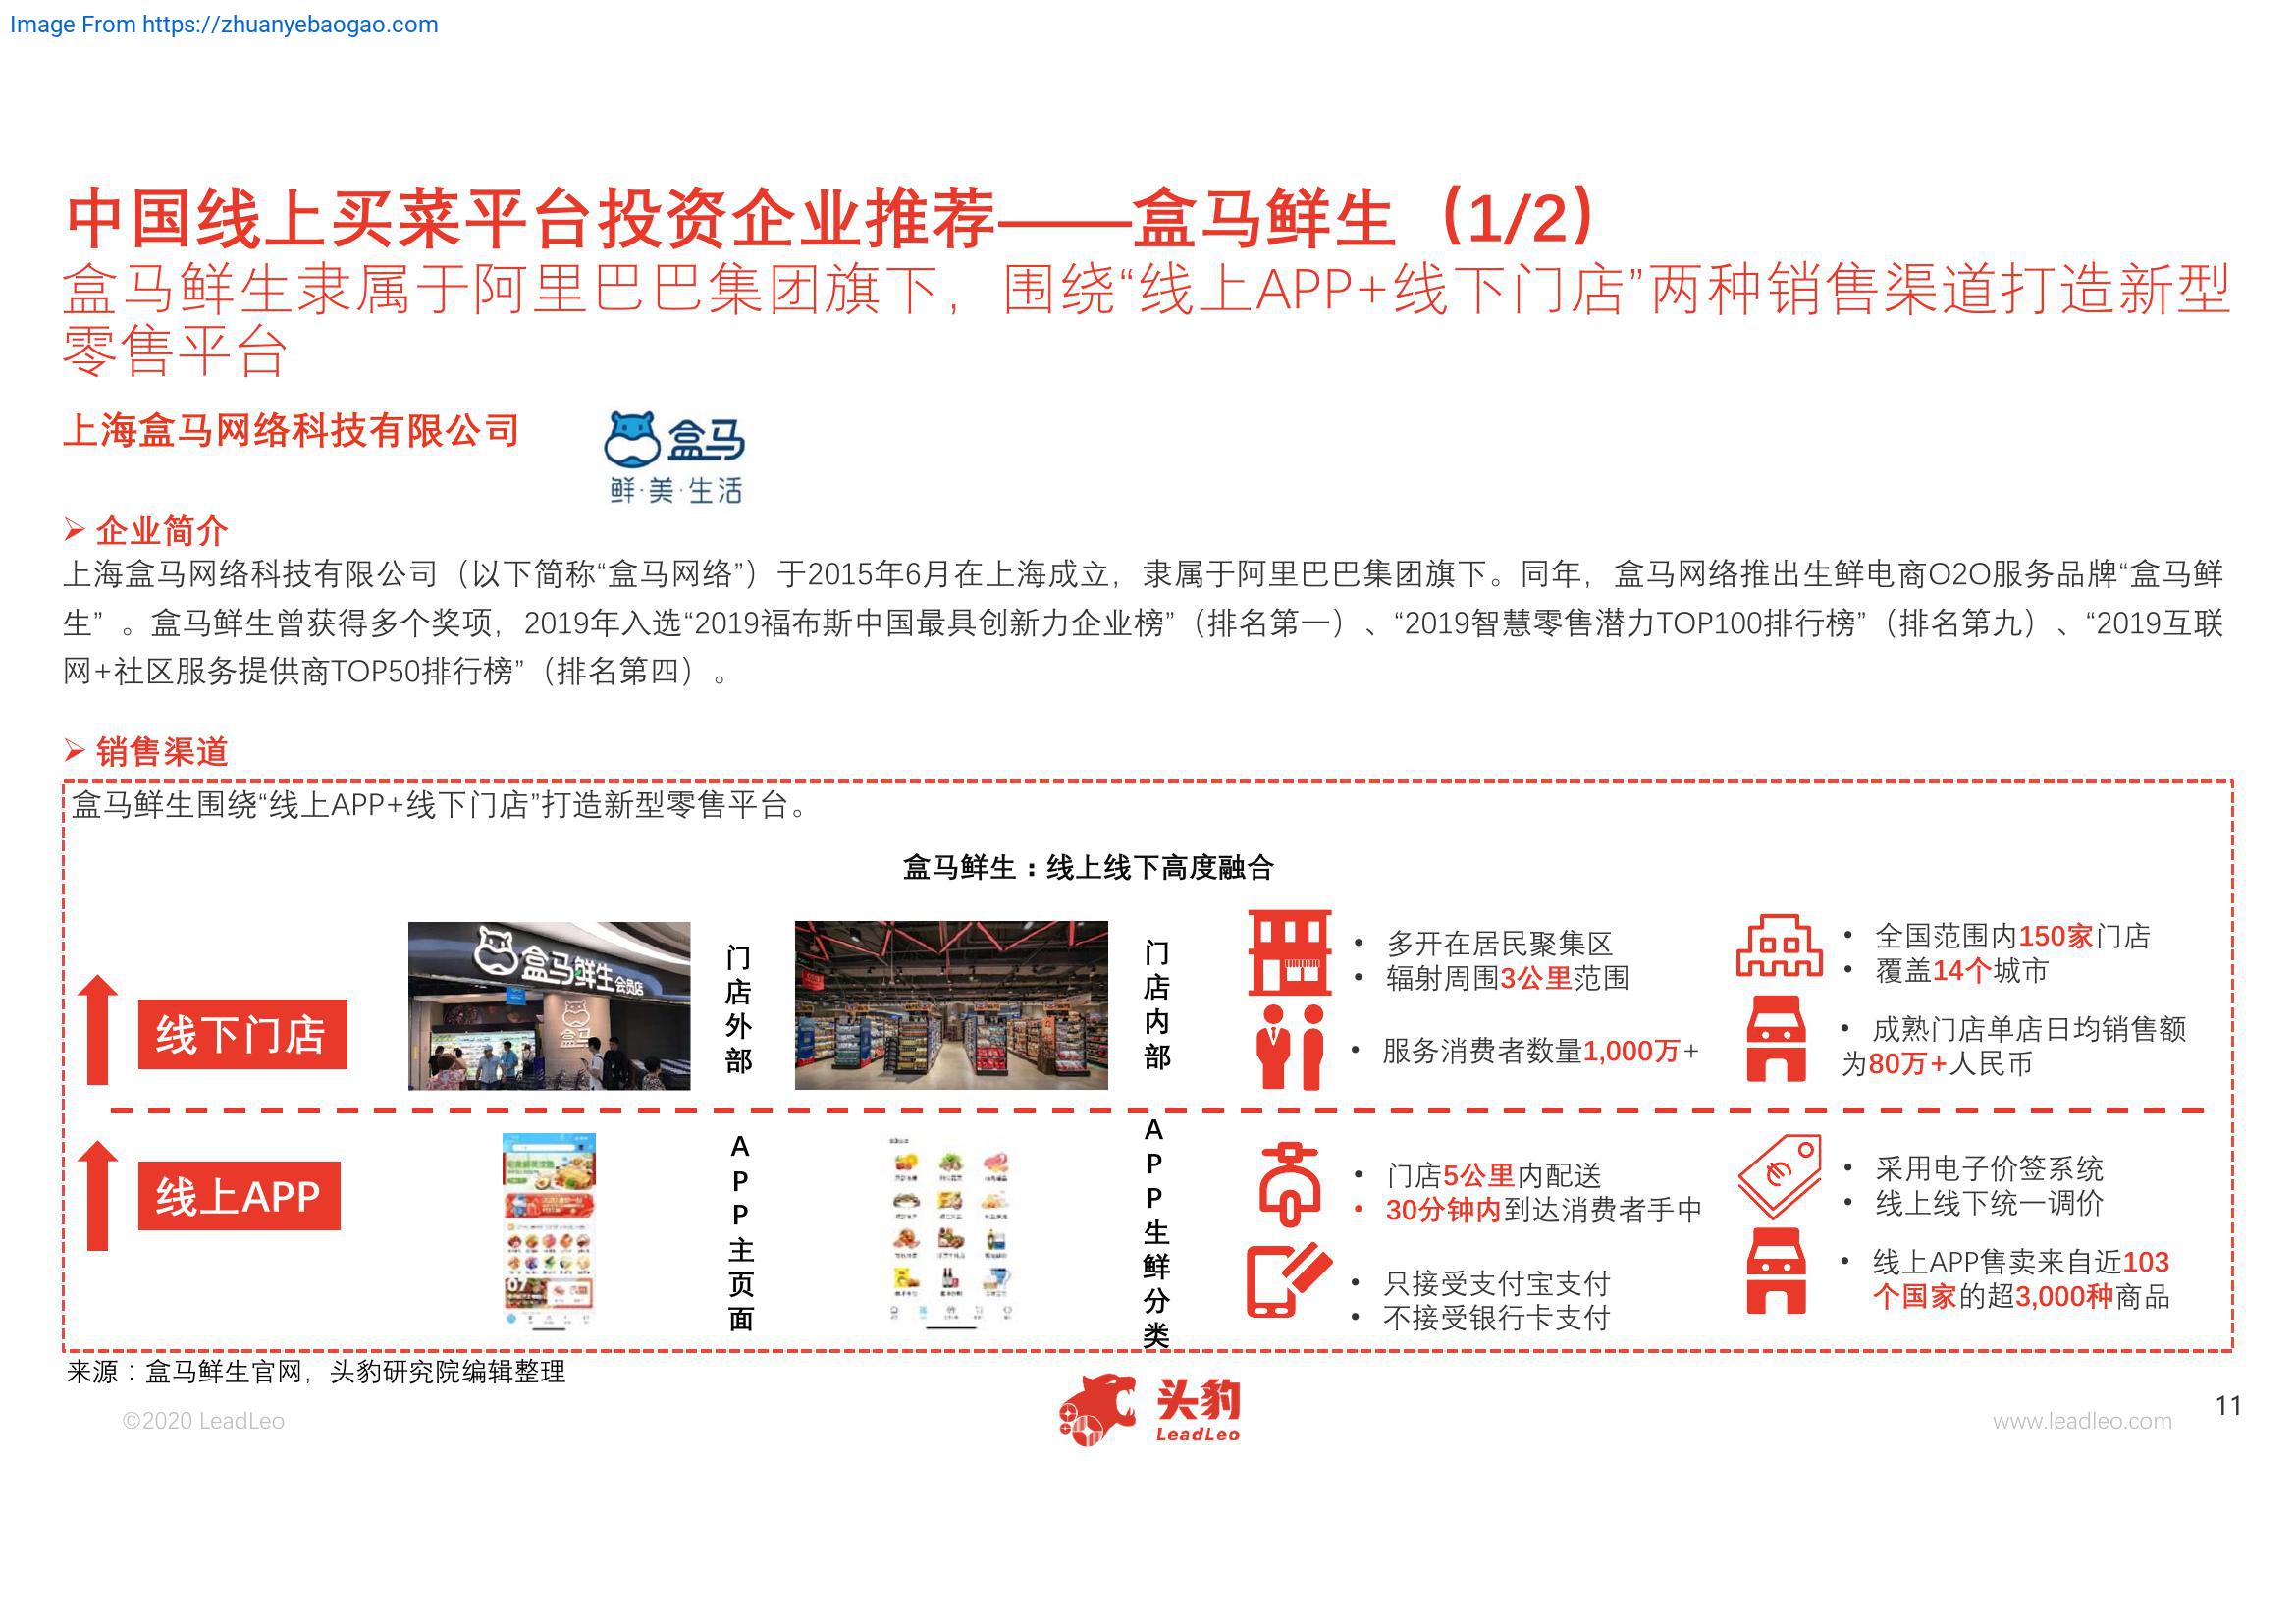 Image From https://zhuanyebaogao.com
中国线上买菜平台投资企业推荐——盒马鲜生（1/2）
盒马鲜生隶属于阿里巴巴集团旗下，围绕“线上APP+线下门店”两种销售渠道打造新型
零售平台
上海盒马网络科技有限公司
盒马
鲜·美·生活
企业简介
上海盒马网络科技有限公司（以下简称“盒马网络”）于2015年6月在上海成立，隶属于阿里巴巴集团旗下。同年，盒马网络推出生鲜电商O2O服务品牌“盒马鲜
生”。盒马鲜生曾获得多个奖项，2019年入选“2019福布斯中国最具创新力企业榜”（排名第一）、“2019智慧零售潜力TOP100排行榜”（排名第九）、“2019互联
网+社区服务提供商TOP50排行榜”（排名第四）。
销售渠道
盒马鲜生围绕“线上APP+线下门店”打造新型零售平台。
盒马鲜生：线上线下高度融合
线下门店
盒马鲜生会员店
盒马
门店外部
门店内部
• 多开在居民聚集区
• 辐射周围3公里范围
• 服务消费者数量1,000万+
• 全国范围内150家门店
• 覆盖14个城市
• 成熟门店单店日均销售额
为80万+人民币
线上APP
APP主页面
APP生鲜分类
• 门店5公里内配送
• 30分钟内到达消费者手中
• 只接受支付宝支付
• 不接受银行卡支付
• 采用电子价签系统
• 线上线下统一调价
• 线上APP售卖来自近103
个国家的超3,000种商品
来源：盒马鲜生官网，头豹研究院编辑整理
©2020 LeadLeo
头豹
LeadLeo
www.leadleo.com
11